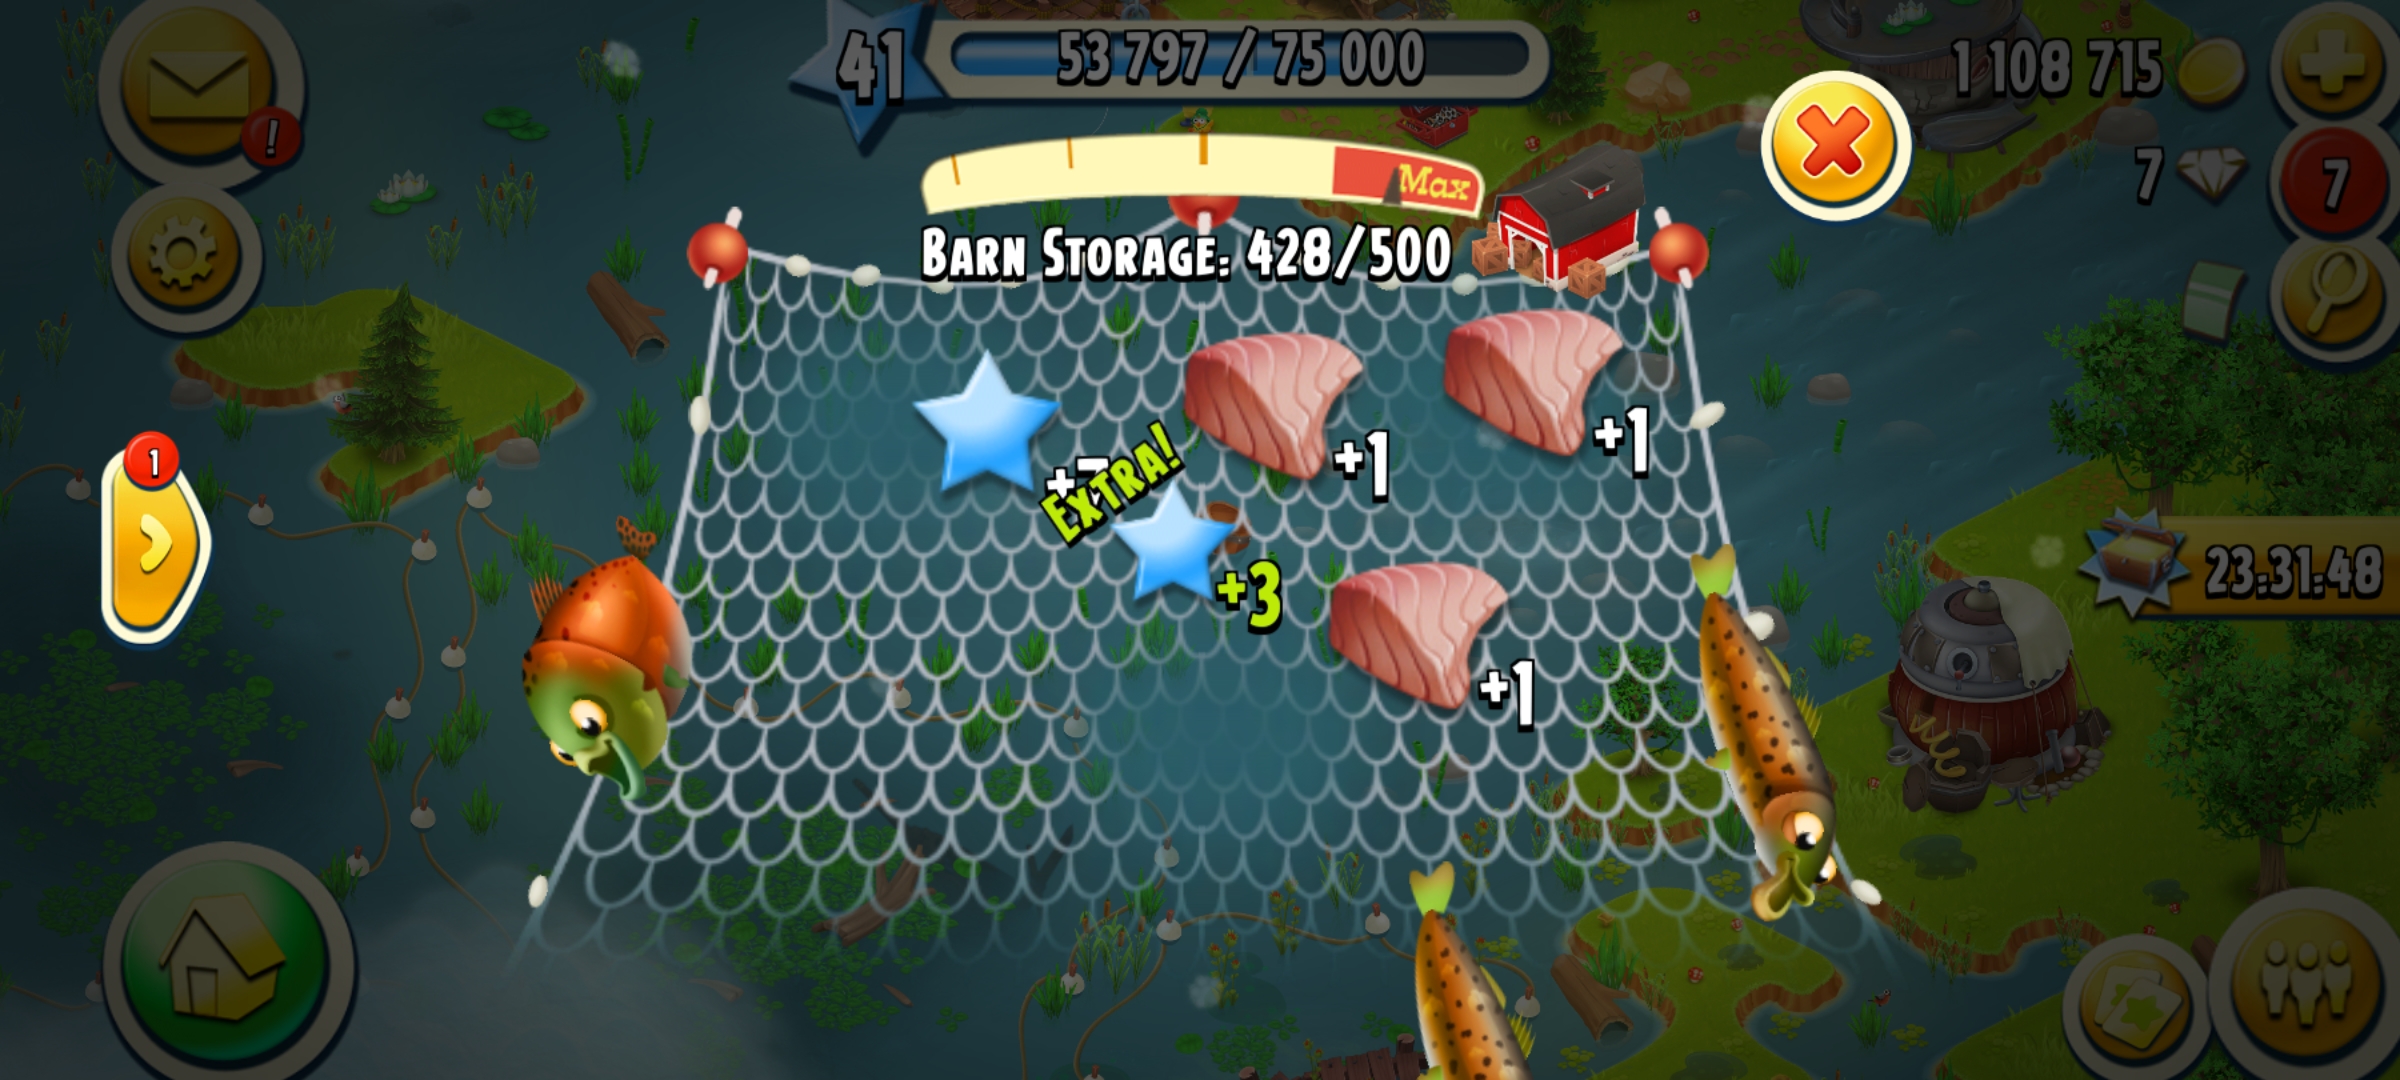 41
53 797 / 75 000
1 108 715
!
Max
7
7
Barn Storage: 428/500
+1
+1
Extra!
1
+3
23:31:48
+1